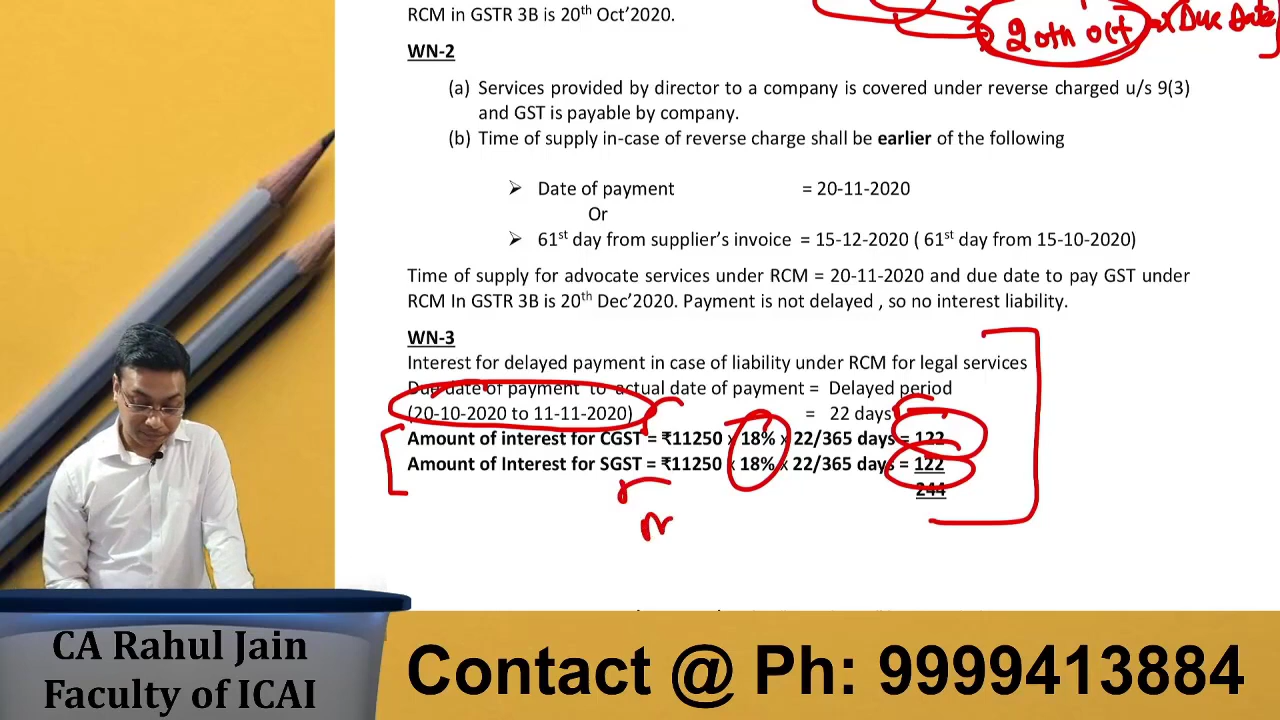 RCM in GSTR 3B is 20th Oct’2020.
20th Oct → Due Date
WN-2
(a) Services provided by director to a company is covered under reverse charged u/s 9(3)
and GST is payable by company.
(b) Time of supply in-case of reverse charge shall be earlier of the following
➢ Date of payment = 20-11-2020
Or
➢ 61st day from supplier’s invoice = 15-12-2020 ( 61st day from 15-10-2020)
Time of supply for advocate services under RCM = 20-11-2020 and due date to pay GST under
RCM In GSTR 3B is 20th Dec’2020. Payment is not delayed , so no interest liability.
WN-3
Interest for delayed payment in case of liability under RCM for legal services
Due date of payment to actual date of payment = Delayed period
(20-10-2020 to 11-11-2020) = 22 days
Amount of interest for CGST = ₹11250 x 18% x 22/365 days = 122
Amount of Interest for SGST = ₹11250 x 18% x 22/365 days = 122
244
CA Rahul Jain
Faculty of ICAI
Contact @ Ph: 9999413884